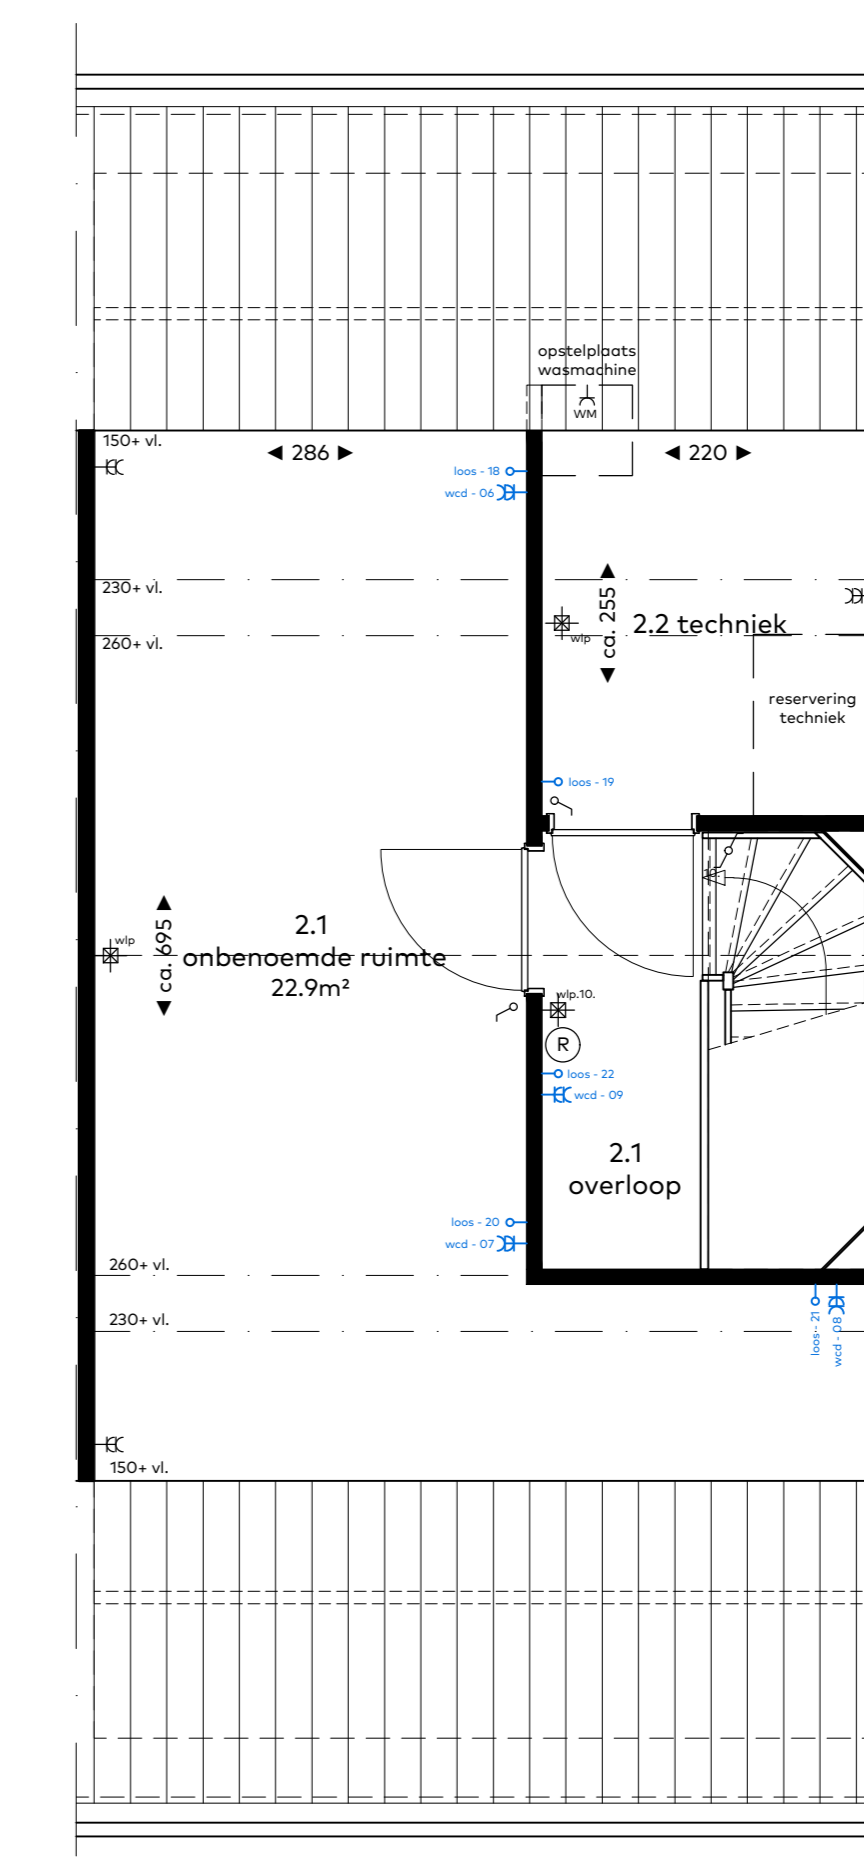 opstelplaats
wasmachine
WM
150+ vl.
◄ 286 ►
◄ 220 ►
loos - 18
wcd - 06
230+ vl.
260+ vl.
◄ ca. 255 ►
2.2 techniek
wlp
reservering
techniek
loos - 19
10.
wlp
◄ ca. 695 ►
2.1
onbenoemde ruimte
22.9m²
wlp.10.
R
loos - 22
wcd - 09
2.1
overloop
loos - 20
wcd - 07
260+ vl.
230+ vl.
loos - 21
wcd - 08
150+ vl.